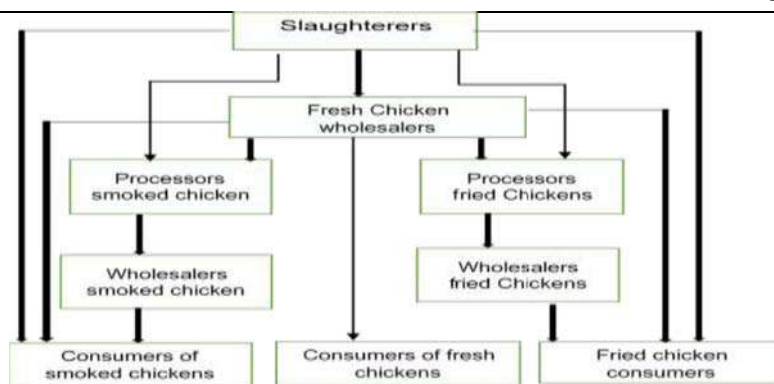 Slaughterers
Fresh Chicken
wholesalers
Processors
smoked chicken
Processors
fried Chickens
Wholesalers
smoked chicken
Wholesalers
fried Chickens
Consumers of
smoked chickens
Consumers of fresh
chickens
Fried chicken
consumers